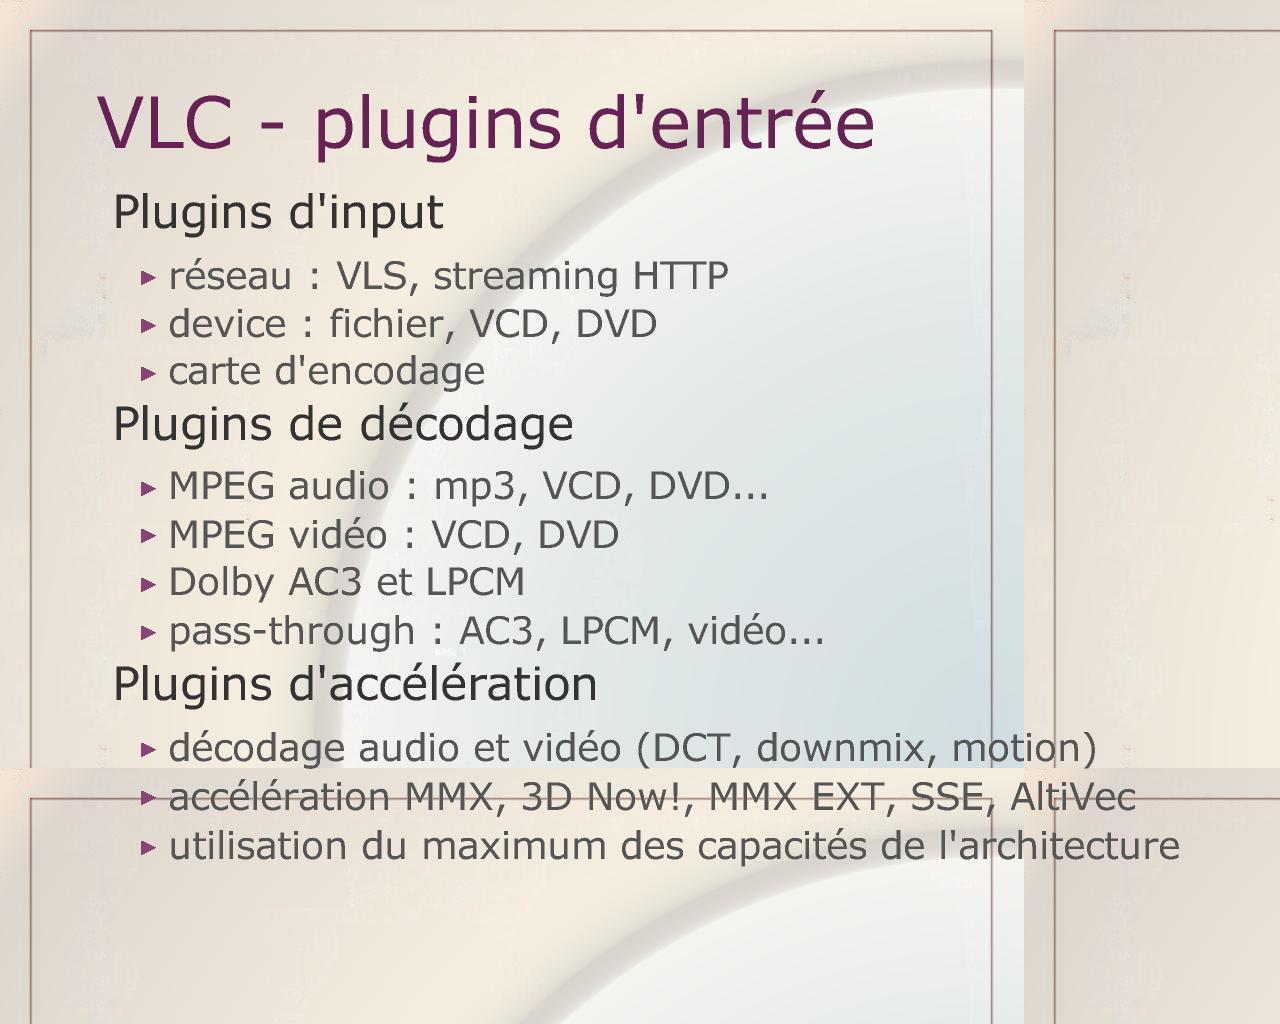 VLC - plugins d'entrée
Plugins d'input
réseau : VLS, streaming HTTP
device : fichier, VCD, DVD
carte d'encodage
Plugins de décodage
MPEG audio : mp3, VCD, DVD...
MPEG vidéo : VCD, DVD
Dolby AC3 et LPCM
pass-through : AC3, LPCM, vidéo...
Plugins d'accélération
décodage audio et vidéo (DCT, downmix, motion)
accélération MMX, 3D Now!, MMX EXT, SSE, AltiVec
utilisation du maximum des capacités de l'architecture